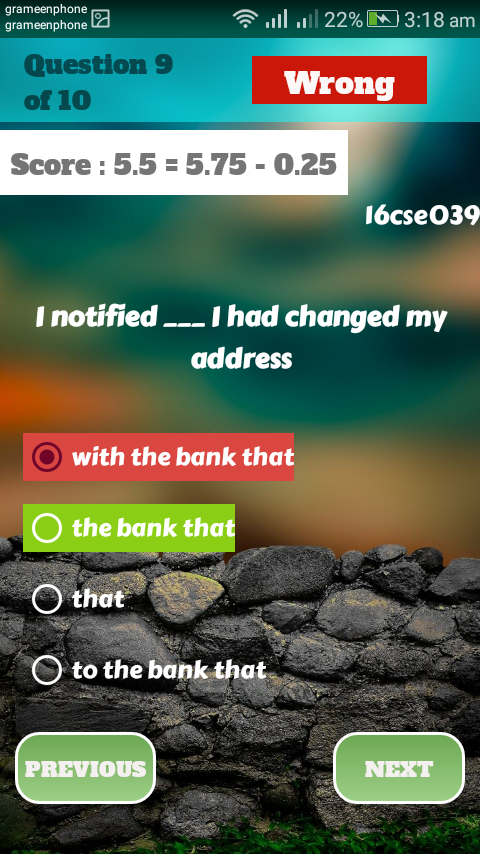 grameenphone
grameenphone
22%
3:18 am
Question 9
of 10
Wrong
Score : 5.5 = 5.75 - 0.25
16cse039
I notified ___ I had changed my
address
with the bank that
the bank that
that
to the bank that
PREVIOUS
NEXT